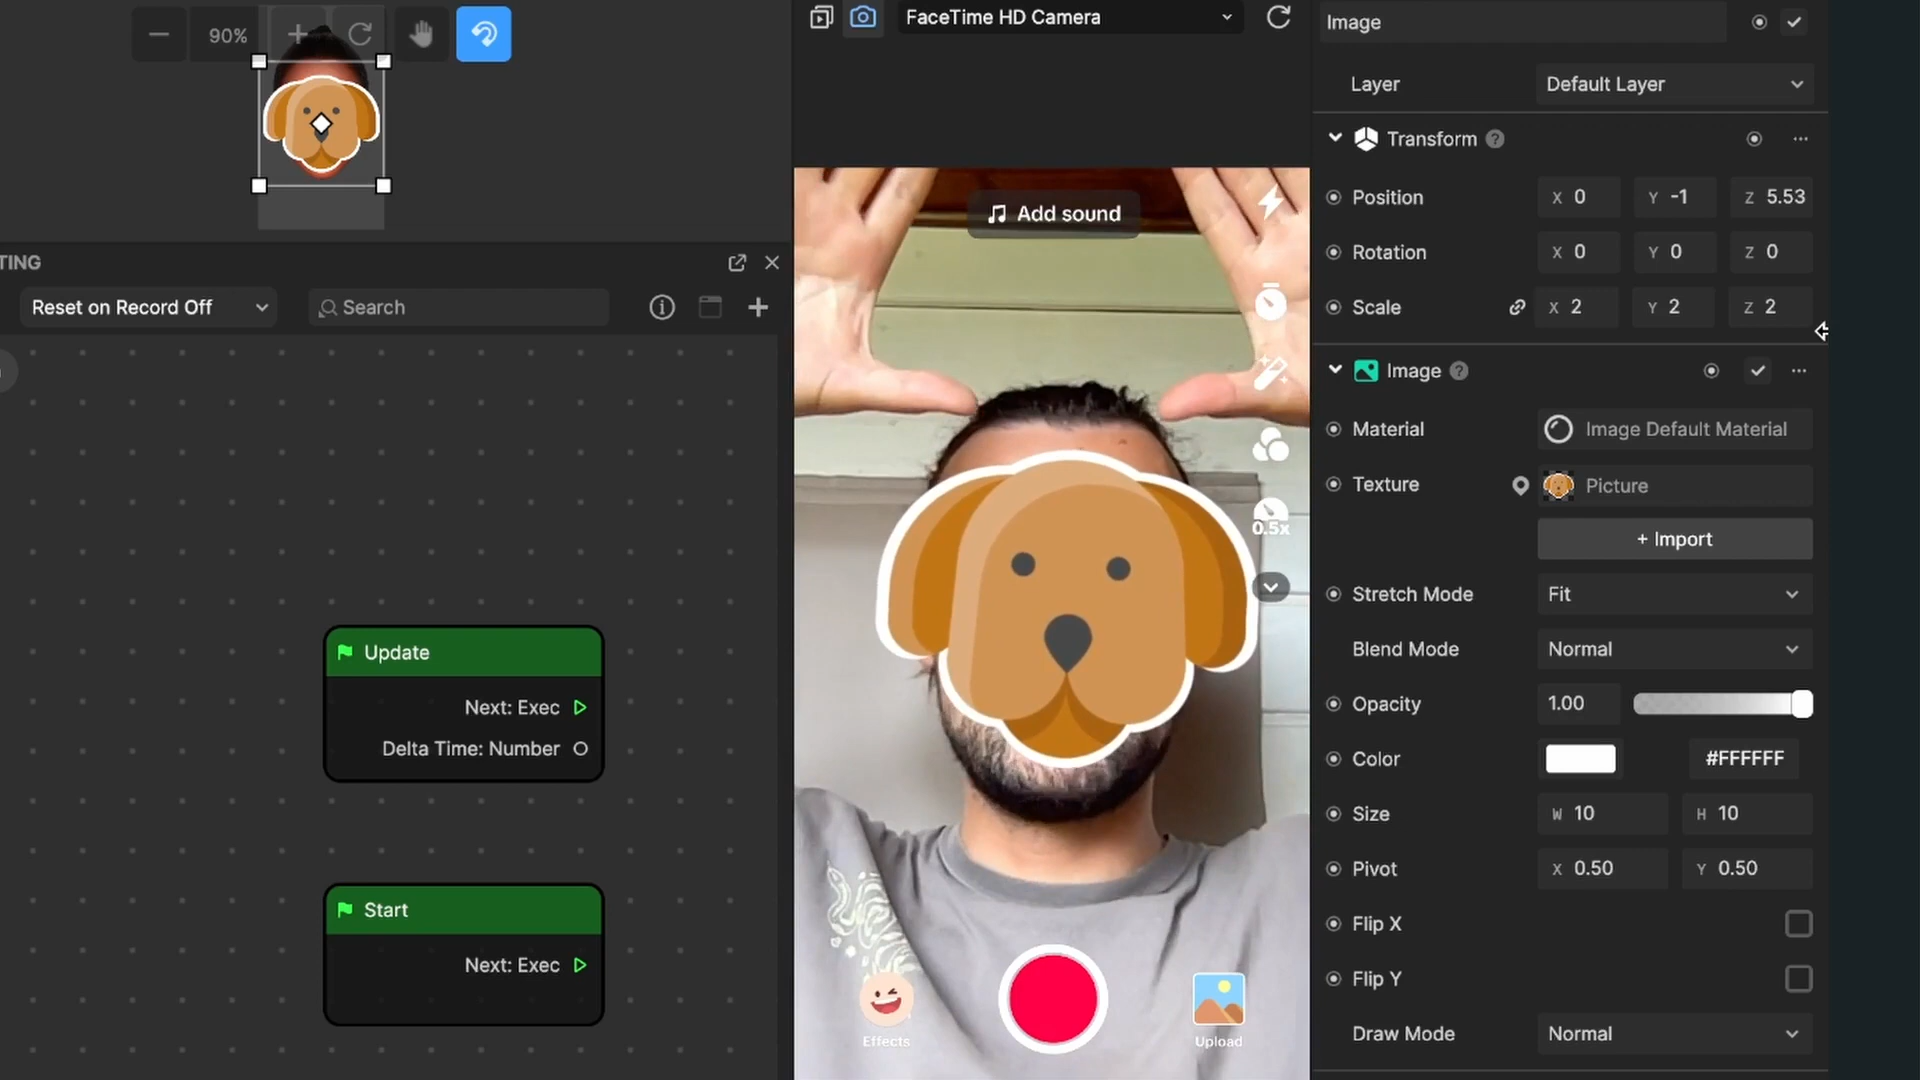 90%
TING
Reset on Record Off
Search
Update
Next: Exec
Delta Time: Number
Start
Next: Exec
FaceTime HD Camera
Add sound
0.5x
Effects
Upload
Image
Layer Default Layer
Transform ?
Position X 0 Y -1 Z 5.53
Rotation X 0 Y 0 Z 0
Scale X 2 Y 2 Z 2
Image ?
Material Image Default Material
Texture Picture
+ Import
Stretch Mode Fit
Blend Mode Normal
Opacity 1.00
Color #FFFFFF
Size W 10 H 10
Pivot X 0.50 Y 0.50
Flip X
Flip Y
Draw Mode Normal